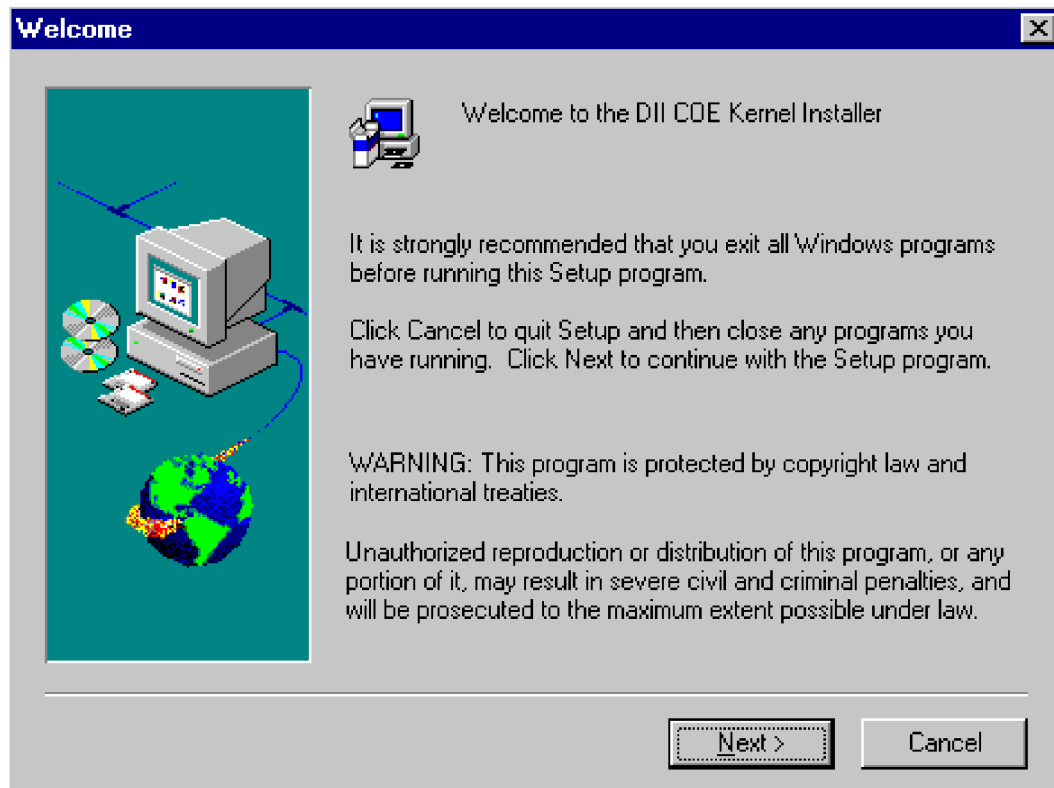 Welcome
Welcome to the DII COE Kernel Installer
It is strongly recommended that you exit all Windows programs
before running this Setup program.
Click Cancel to quit Setup and then close any programs you
have running.  Click Next to continue with the Setup program.
WARNING: This program is protected by copyright law and
international treaties.
Unauthorized reproduction or distribution of this program, or any
portion of it, may result in severe civil and criminal penalties, and
will be prosecuted to the maximum extent possible under law.
Next >
Cancel